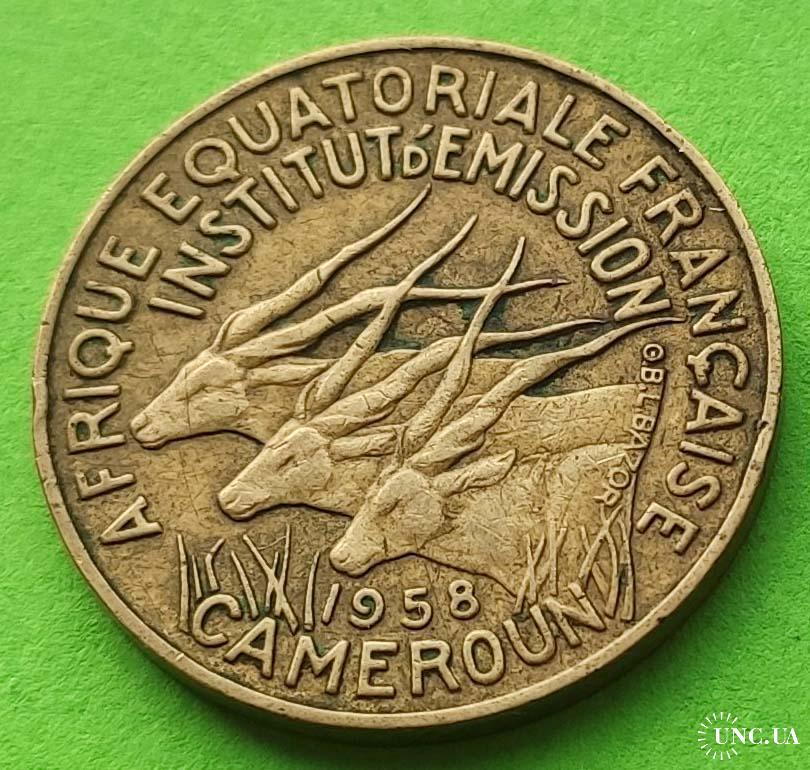 AFRIQUE EQUATORIALE FRANÇAISE
INSTITUT d'EMISSION
G.B.L.BAZOR
1958
CAMEROUN
UNC.UA